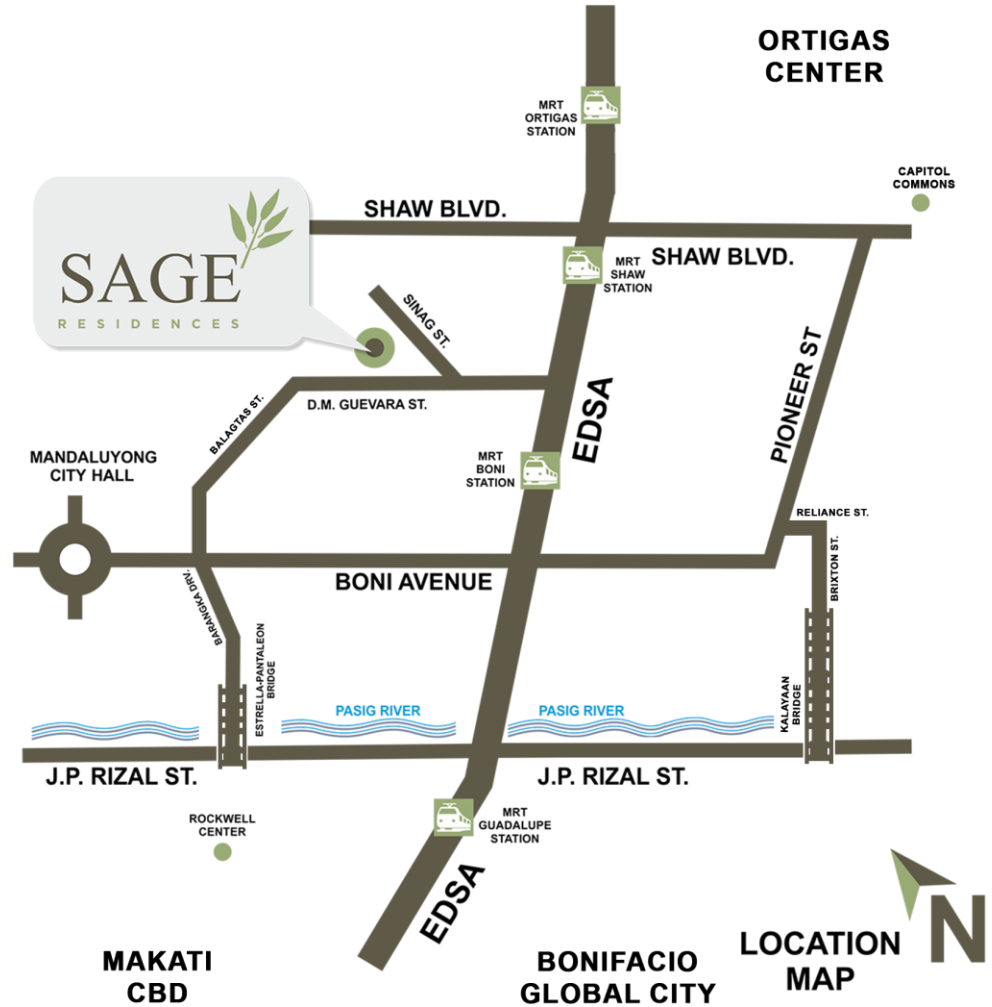 ORTIGAS
CENTER
MRT
ORTIGAS
STATION
CAPITOL
COMMONS
SHAW BLVD.
SHAW BLVD.
MRT
SHAW
STATION
SAGE
RESIDENCES
SINAG ST.
D.M. GUEVARA ST.
BALAGTAS ST.
EDSA
PIONEER ST
MANDALUYONG
CITY HALL
MRT
BONI
STATION
RELIANCE ST.
BRIXTON ST.
BONI AVENUE
BARANGKA DRV.
ESTRELLA-PANTALEON
BRIDGE
KALAYAAN
BRIDGE
PASIG RIVER
PASIG RIVER
J.P. RIZAL ST.
J.P. RIZAL ST.
ROCKWELL
CENTER
MRT
GUADALUPE
STATION
EDSA
MAKATI
CBD
BONIFACIO
GLOBAL CITY
LOCATION
MAP
N